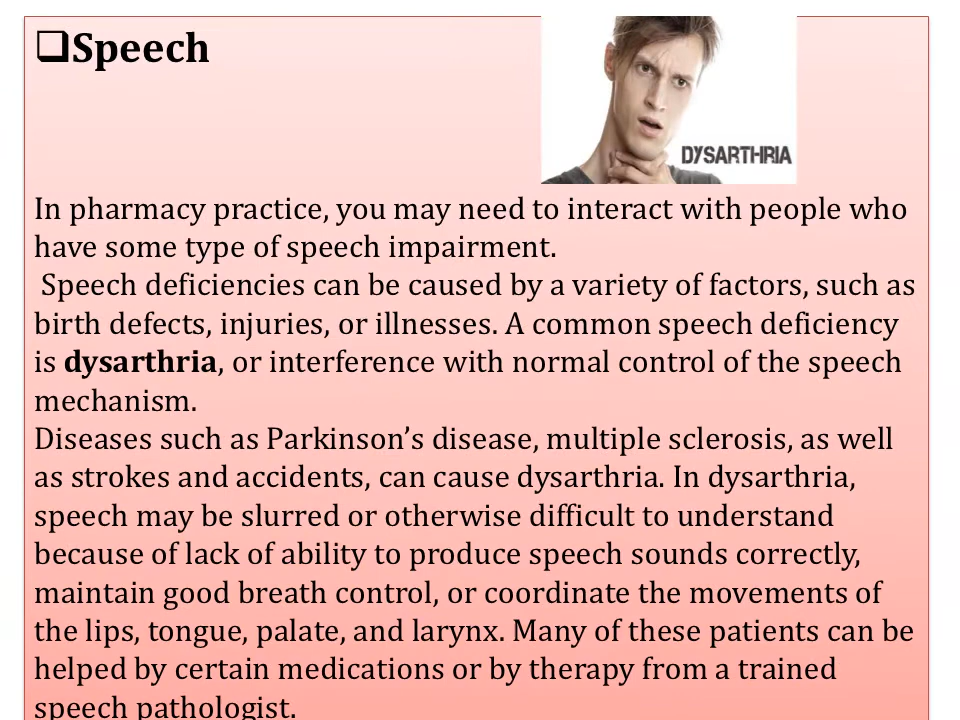 ❑Speech
DYSARTHRIA
In pharmacy practice, you may need to interact with people who
have some type of speech impairment.
Speech deficiencies can be caused by a variety of factors, such as
birth defects, injuries, or illnesses. A common speech deficiency
is dysarthria, or interference with normal control of the speech
mechanism.
Diseases such as Parkinson’s disease, multiple sclerosis, as well
as strokes and accidents, can cause dysarthria. In dysarthria,
speech may be slurred or otherwise difficult to understand
because of lack of ability to produce speech sounds correctly,
maintain good breath control, or coordinate the movements of
the lips, tongue, palate, and larynx. Many of these patients can be
helped by certain medications or by therapy from a trained
speech pathologist.